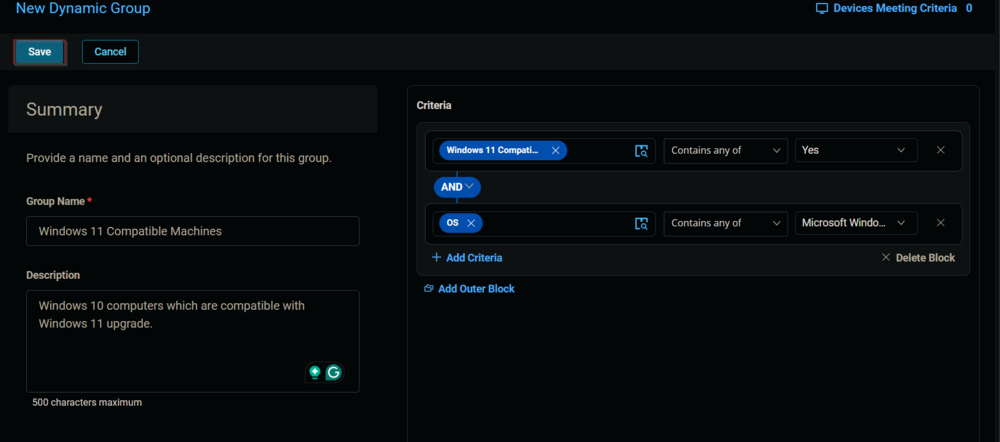 New Dynamic Group
Devices Meeting Criteria 0
Save
Cancel
Summary
Provide a name and an optional description for this group.
Group Name *
Windows 11 Compatible Machines
Description
Windows 10 computers which are compatible with
Windows 11 upgrade.
500 characters maximum
Criteria
Windows 11 Compati...
Contains any of
Yes
AND
OS
Contains any of
Microsoft Windo...
Add Criteria
Delete Block
Add Outer Block